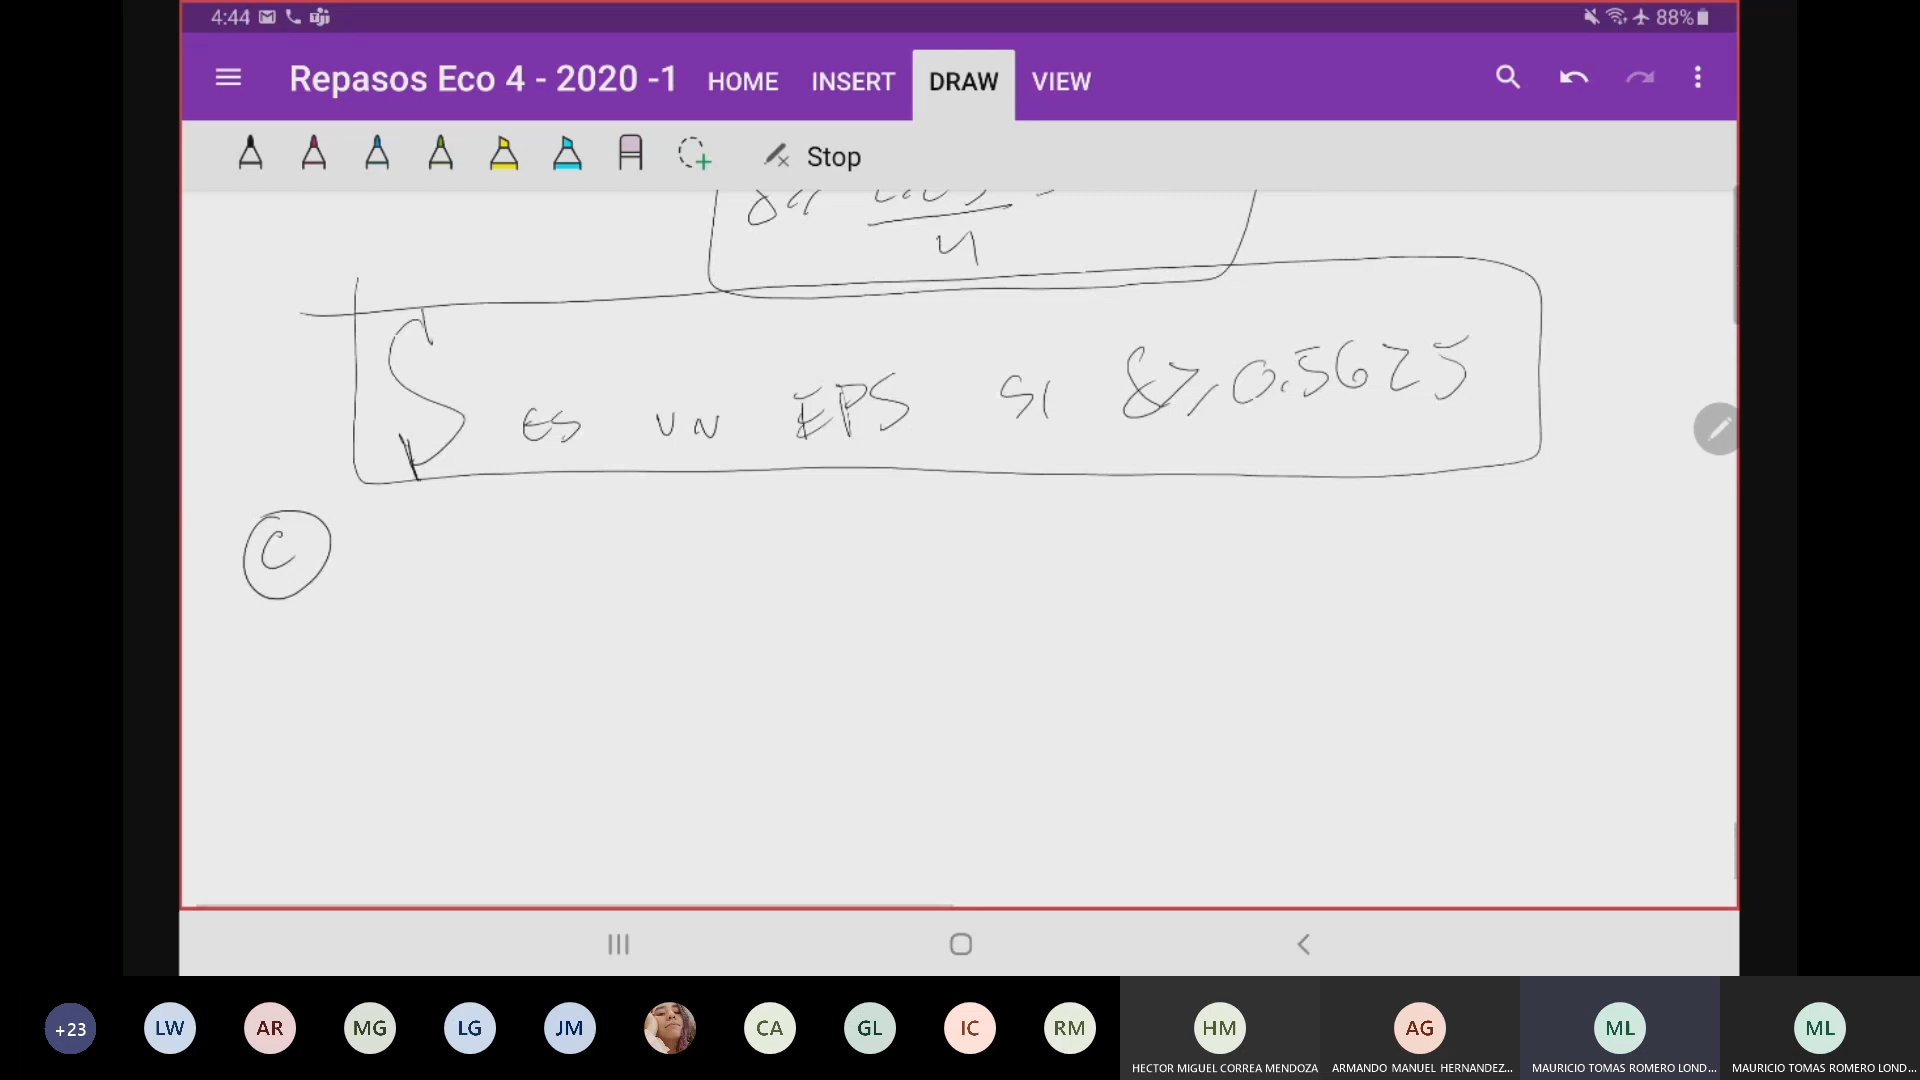 4:44 88%
Repasos Eco 4 - 2020 -1 HOME INSERT DRAW VIEW
Stop
4
S ES UN EPS SI δ ≥ 0.5625
C
+23 LW AR MG LG JM CA GL IC RM HM AG ML ML
HECTOR MIGUEL CORREA MENDOZA ARMANDO MANUEL HERNANDEZ... MAURICIO TOMAS ROMERO LOND... MAURICIO TOMAS ROMERO LOND...